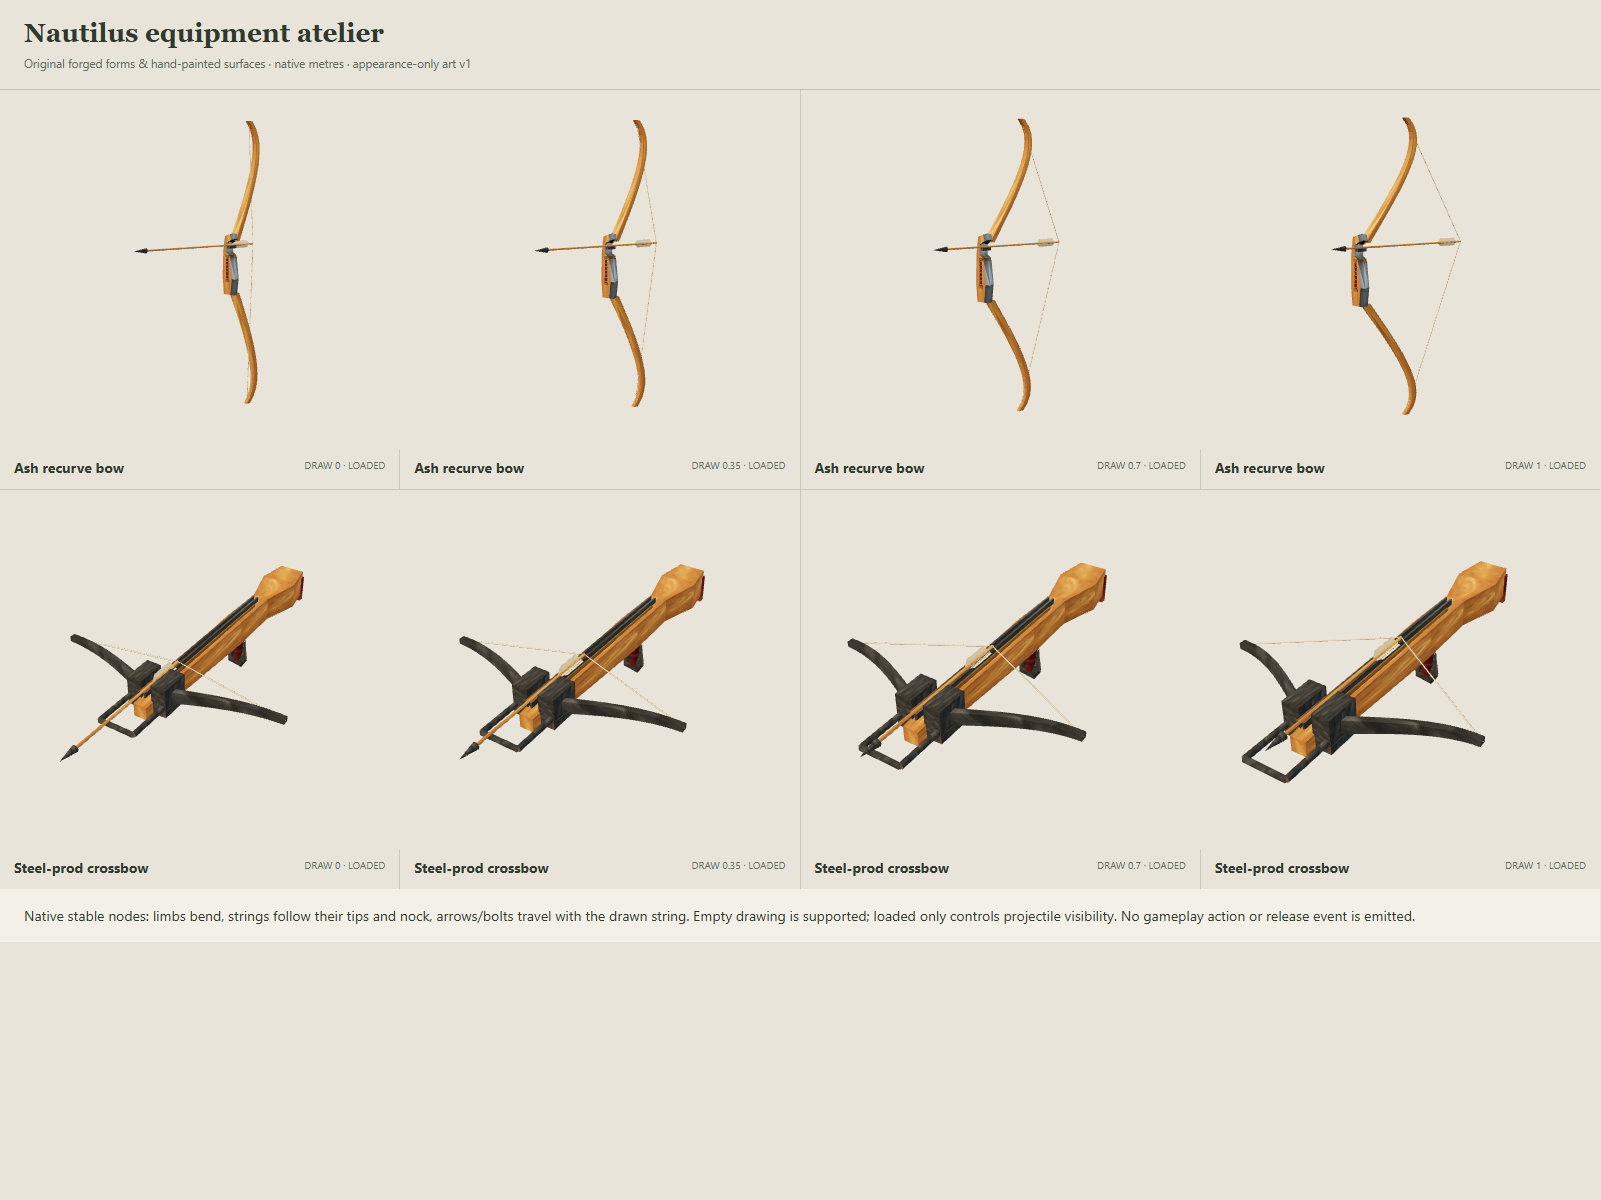 Nautilus equipment atelier
Original forged forms & hand-painted surfaces · native metres · appearance-only art v1
Ash recurve bow
DRAW 0 · LOADED
Ash recurve bow
DRAW 0.35 · LOADED
Ash recurve bow
DRAW 0.7 · LOADED
Ash recurve bow
DRAW 1 · LOADED
Steel-prod crossbow
DRAW 0 · LOADED
Steel-prod crossbow
DRAW 0.35 · LOADED
Steel-prod crossbow
DRAW 0.7 · LOADED
Steel-prod crossbow
DRAW 1 · LOADED
Native stable nodes: limbs bend, strings follow their tips and nock, arrows/bolts travel with the drawn string. Empty drawing is supported; loaded only controls projectile visibility. No gameplay action or release event is emitted.